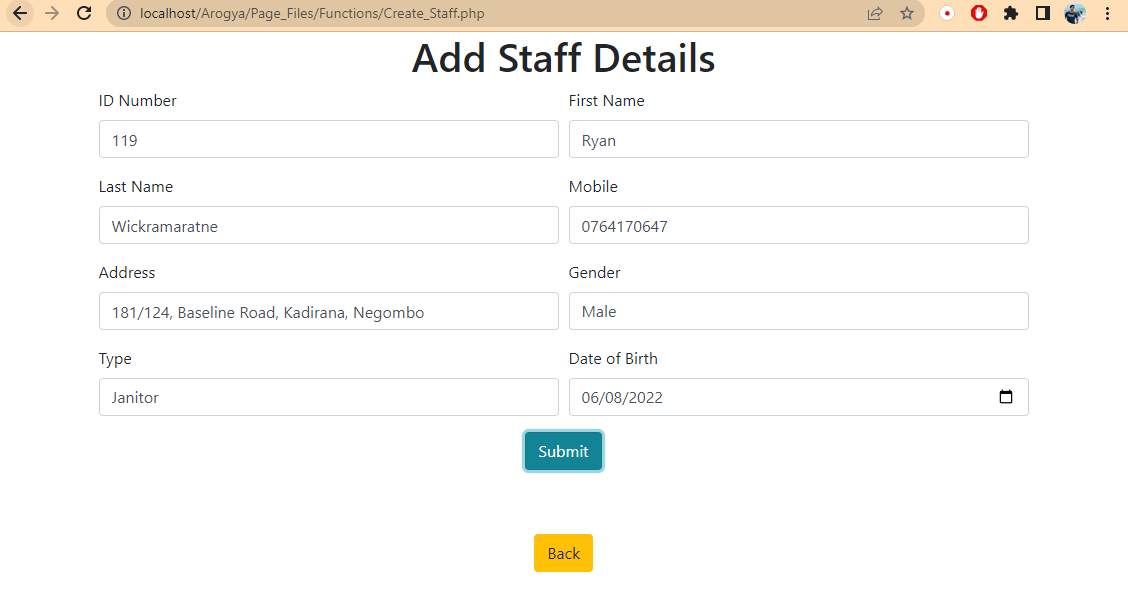 localhost/Arogya/Page_Files/Functions/Create_Staff.php
Add Staff Details
ID Number
First Name
119
Ryan
Last Name
Mobile
Wickramaratne
0764170647
Address
Gender
181/124, Baseline Road, Kadirana, Negombo
Male
Type
Date of Birth
Janitor
06/08/2022
Submit
Back